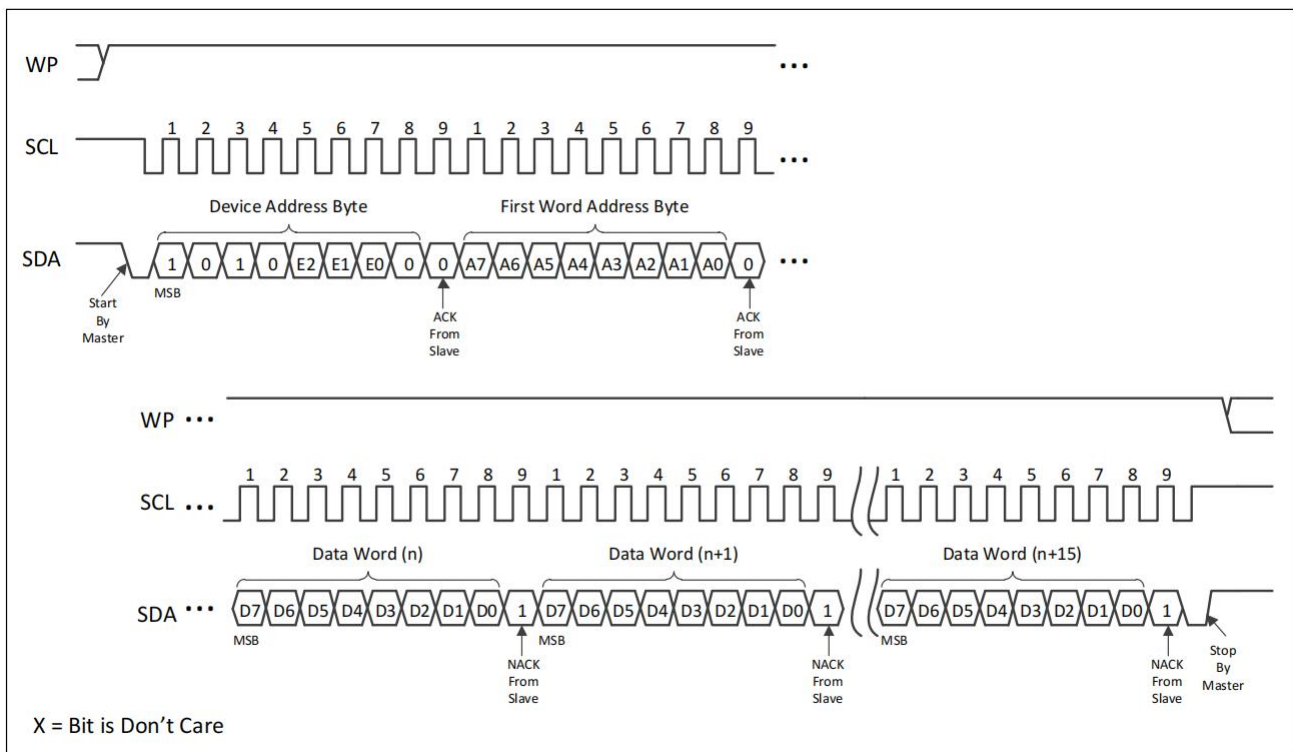 WP
...
1 2 3 4 5 6 7 8 9 1 2 3 4 5 6 7 8 9
SCL
...
Device Address Byte First Word Address Byte
SDA
1 0 1 0 E2 E1 E0 0 0 A7 A6 A5 A4 A3 A2 A1 A0 0 ...
MSB
Start
By
Master
ACK
From
Slave
ACK
From
Slave
WP ...
1 2 3 4 5 6 7 8 9 1 2 3 4 5 6 7 8 9 1 2 3 4 5 6 7 8 9
SCL ...
Data Word (n) Data Word (n+1) Data Word (n+15)
SDA ... D7 D6 D5 D4 D3 D2 D1 D0 1 D7 D6 D5 D4 D3 D2 D1 D0 1 D7 D6 D5 D4 D3 D2 D1 D0 1
MSB MSB MSB
NACK
From
Slave
NACK
From
Slave
NACK
From
Slave
Stop
By
Master
X = Bit is Don't Care